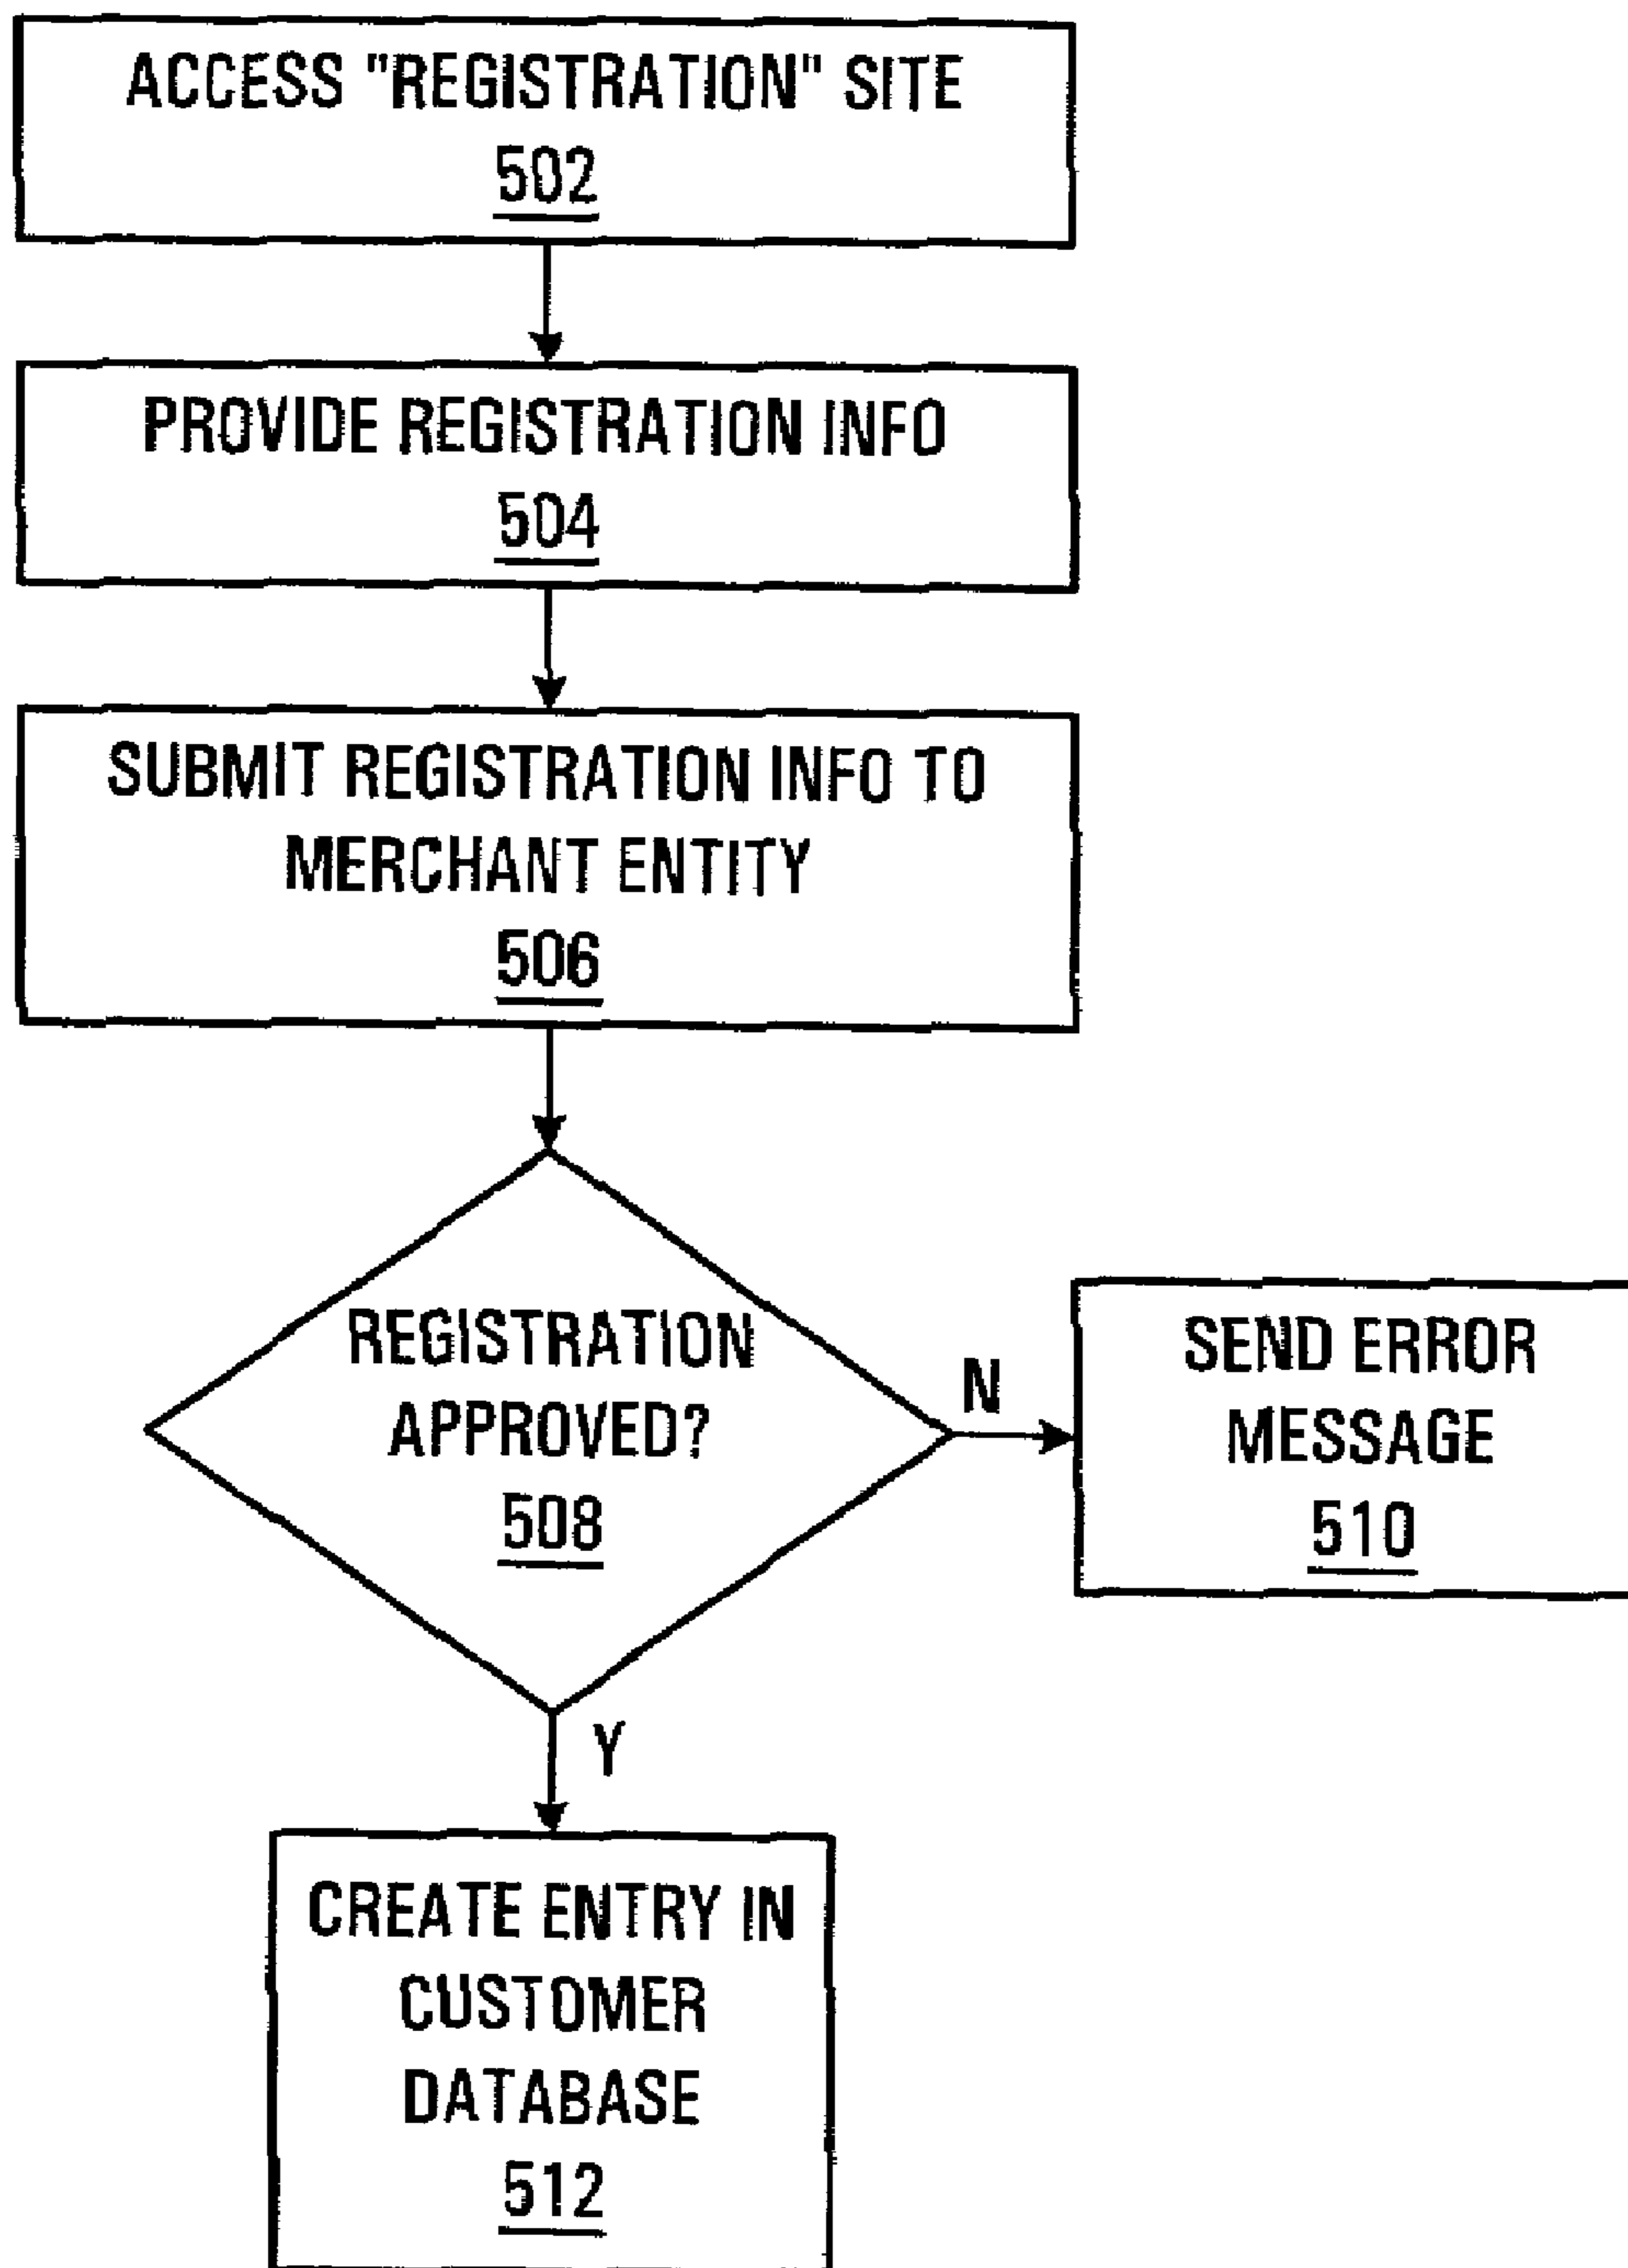 ACCESS "REGISTRATION" SITE
502
PROVIDE REGISTRATION INFO
504
SUBMIT REGISTRATION INFO TO
MERCHANT ENTITY
506
REGISTRATION
APPROVED?
508
N
SEND ERROR
MESSAGE
510
Y
CREATE ENTRY IN
CUSTOMER
DATABASE
512